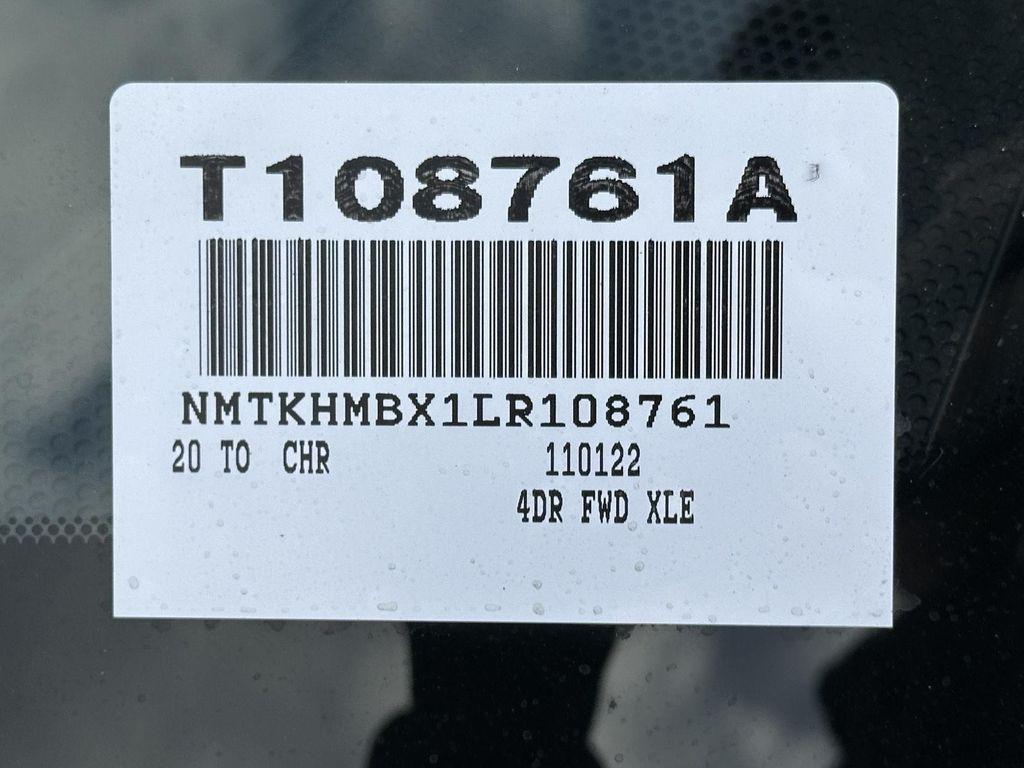 T108761A
NMTKHMBX1LR108761
20 TO CHR 110122
4DR FWD XLE